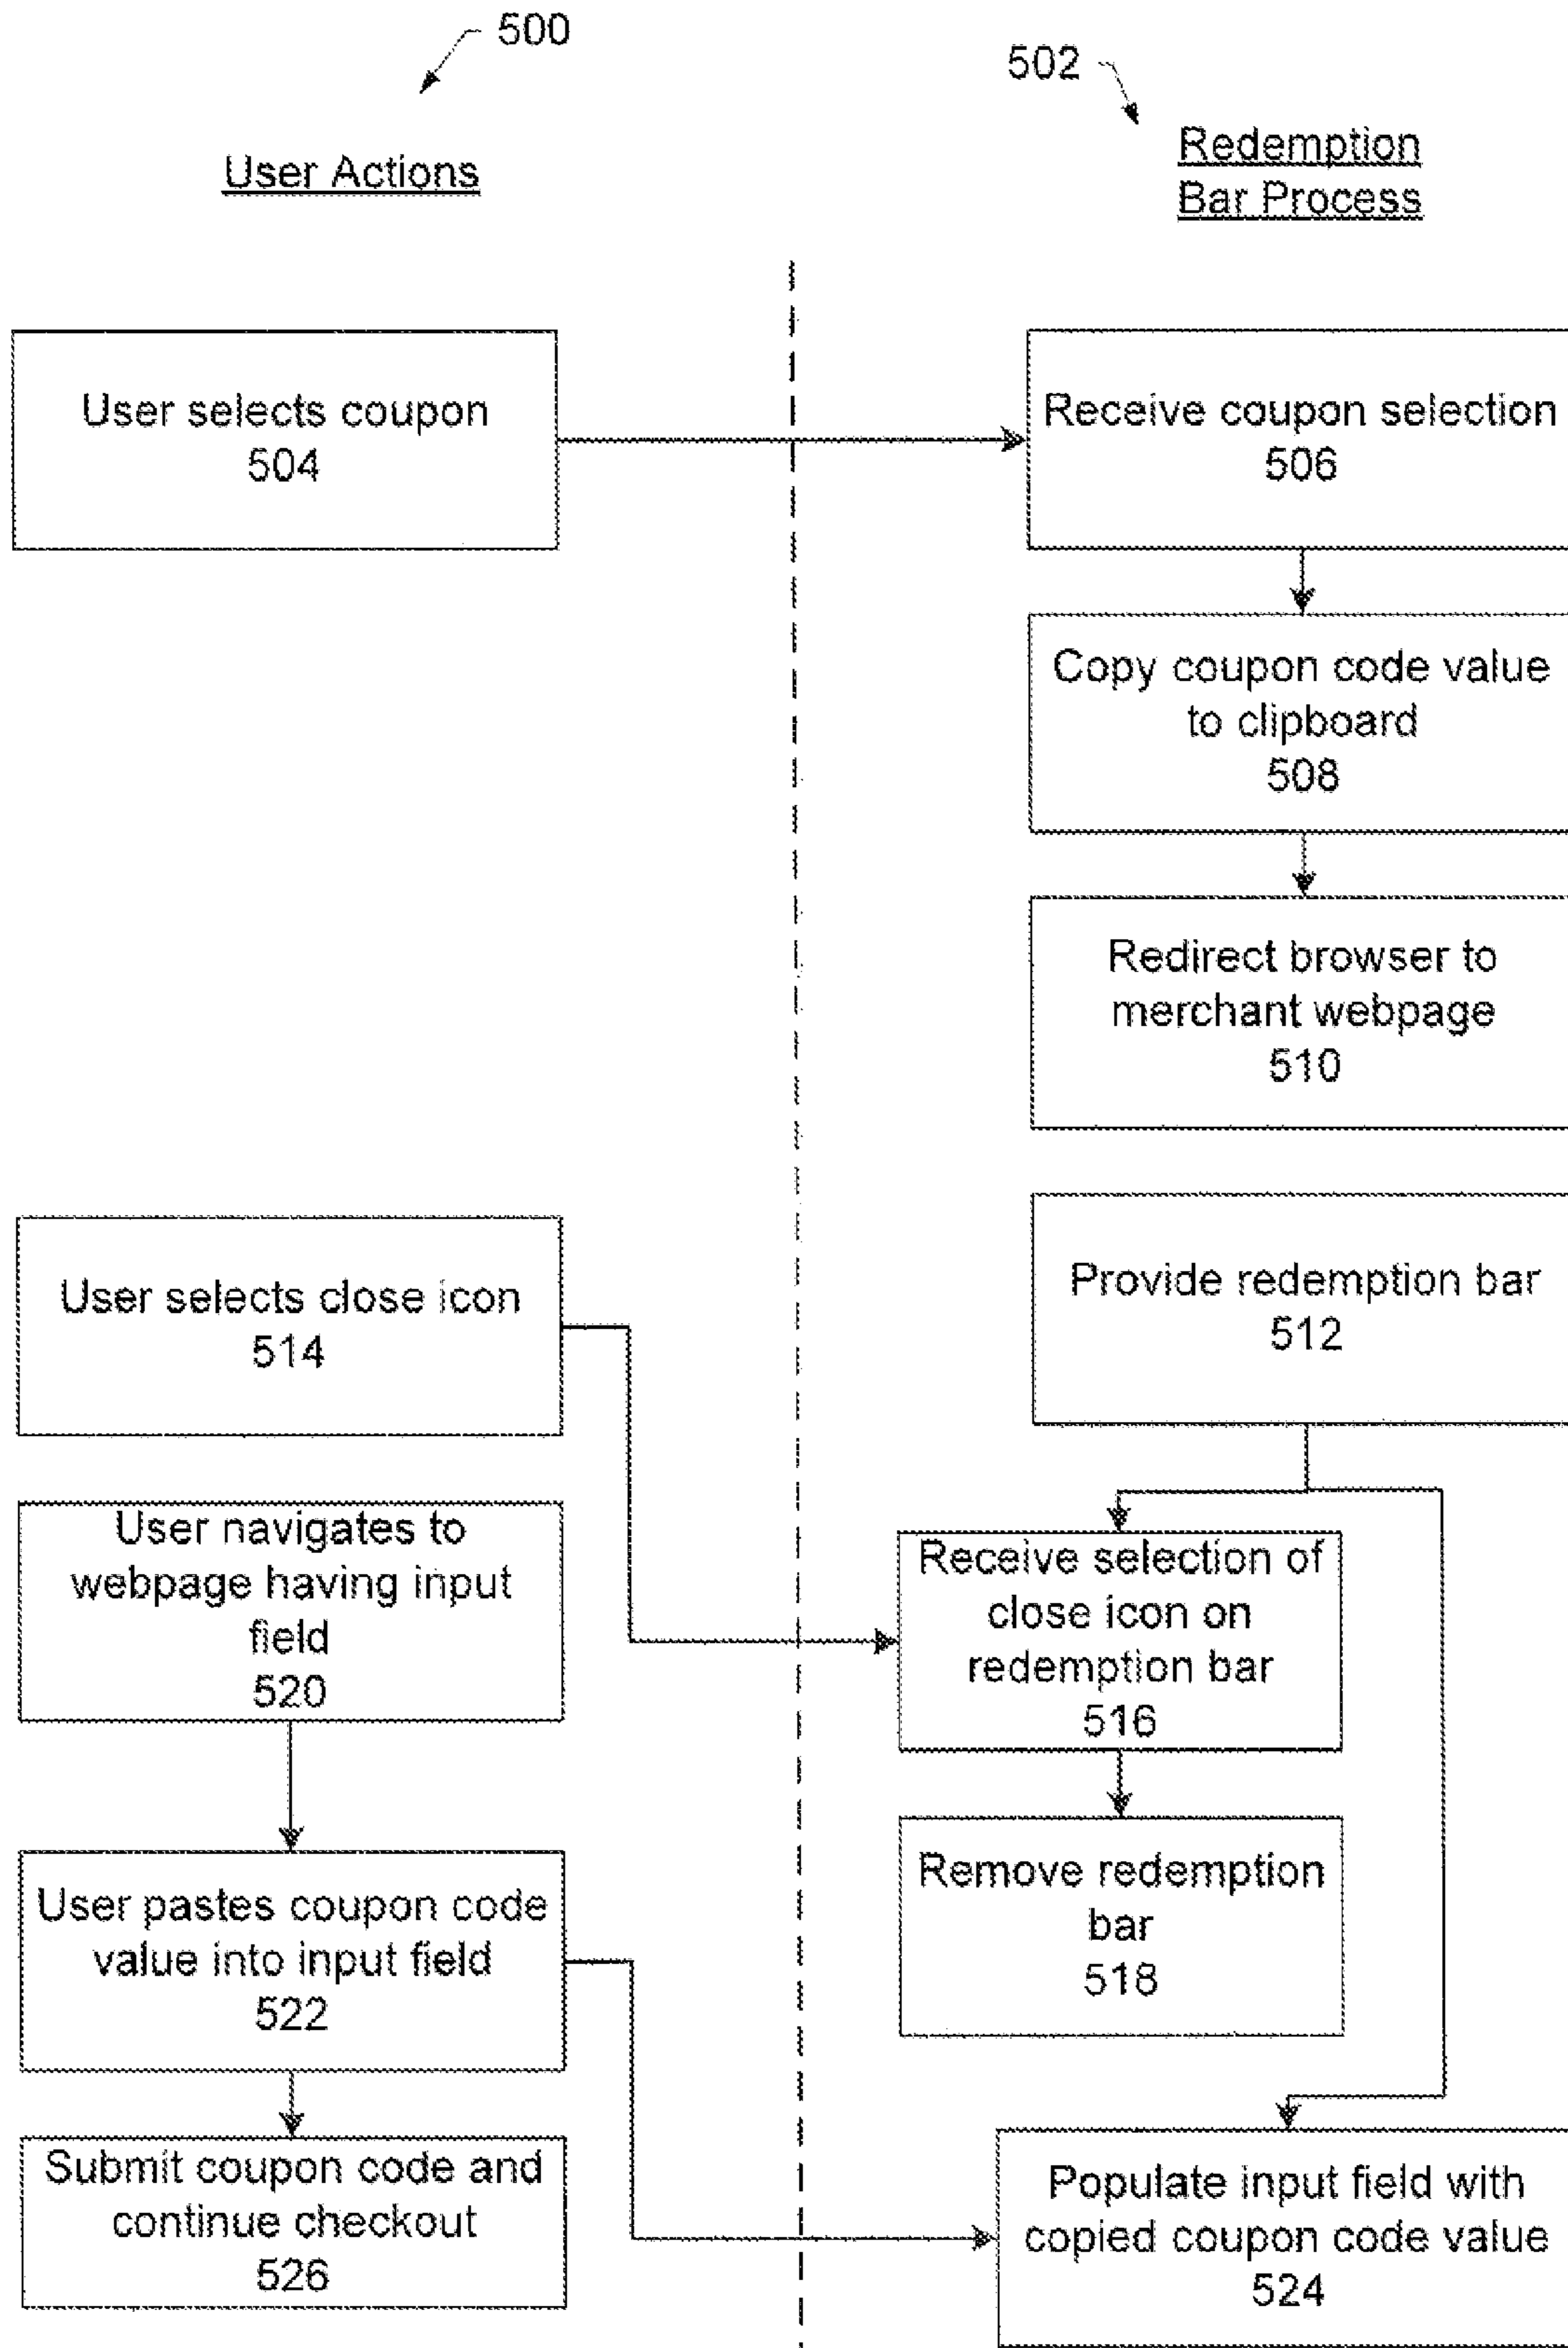 500
502
User Actions
Redemption
Bar Process
User selects coupon
504
Receive coupon selection
506
Copy coupon code value
to clipboard
508
Redirect browser to
merchant webpage
510
Provide redemption bar
512
User selects close icon
514
User navigates to
webpage having input
field
520
Receive selection of
close icon on
redemption bar
516
Remove redemption
bar
518
User pastes coupon code
value into input field
522
Submit coupon code and
continue checkout
526
Populate input field with
copied coupon code value
524